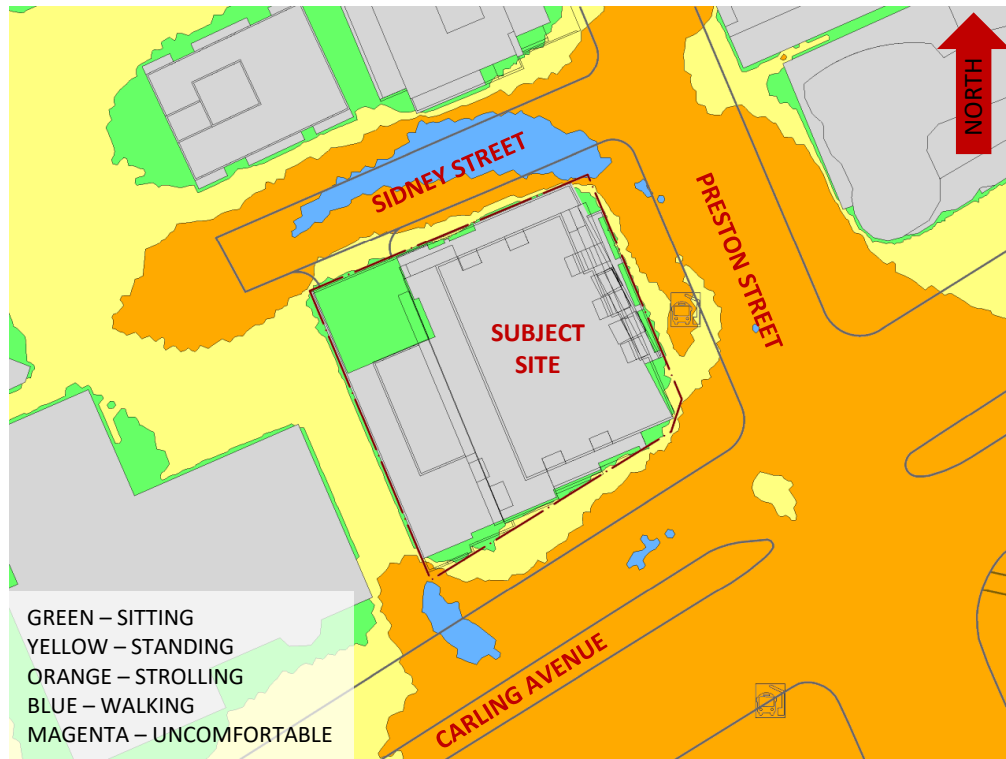 NORTH
SIDNEY STREET
PRESTON STREET
SUBJECT
SITE
CARLING AVENUE
GREEN – SITTING
YELLOW – STANDING
ORANGE – STROLLING
BLUE – WALKING
MAGENTA – UNCOMFORTABLE